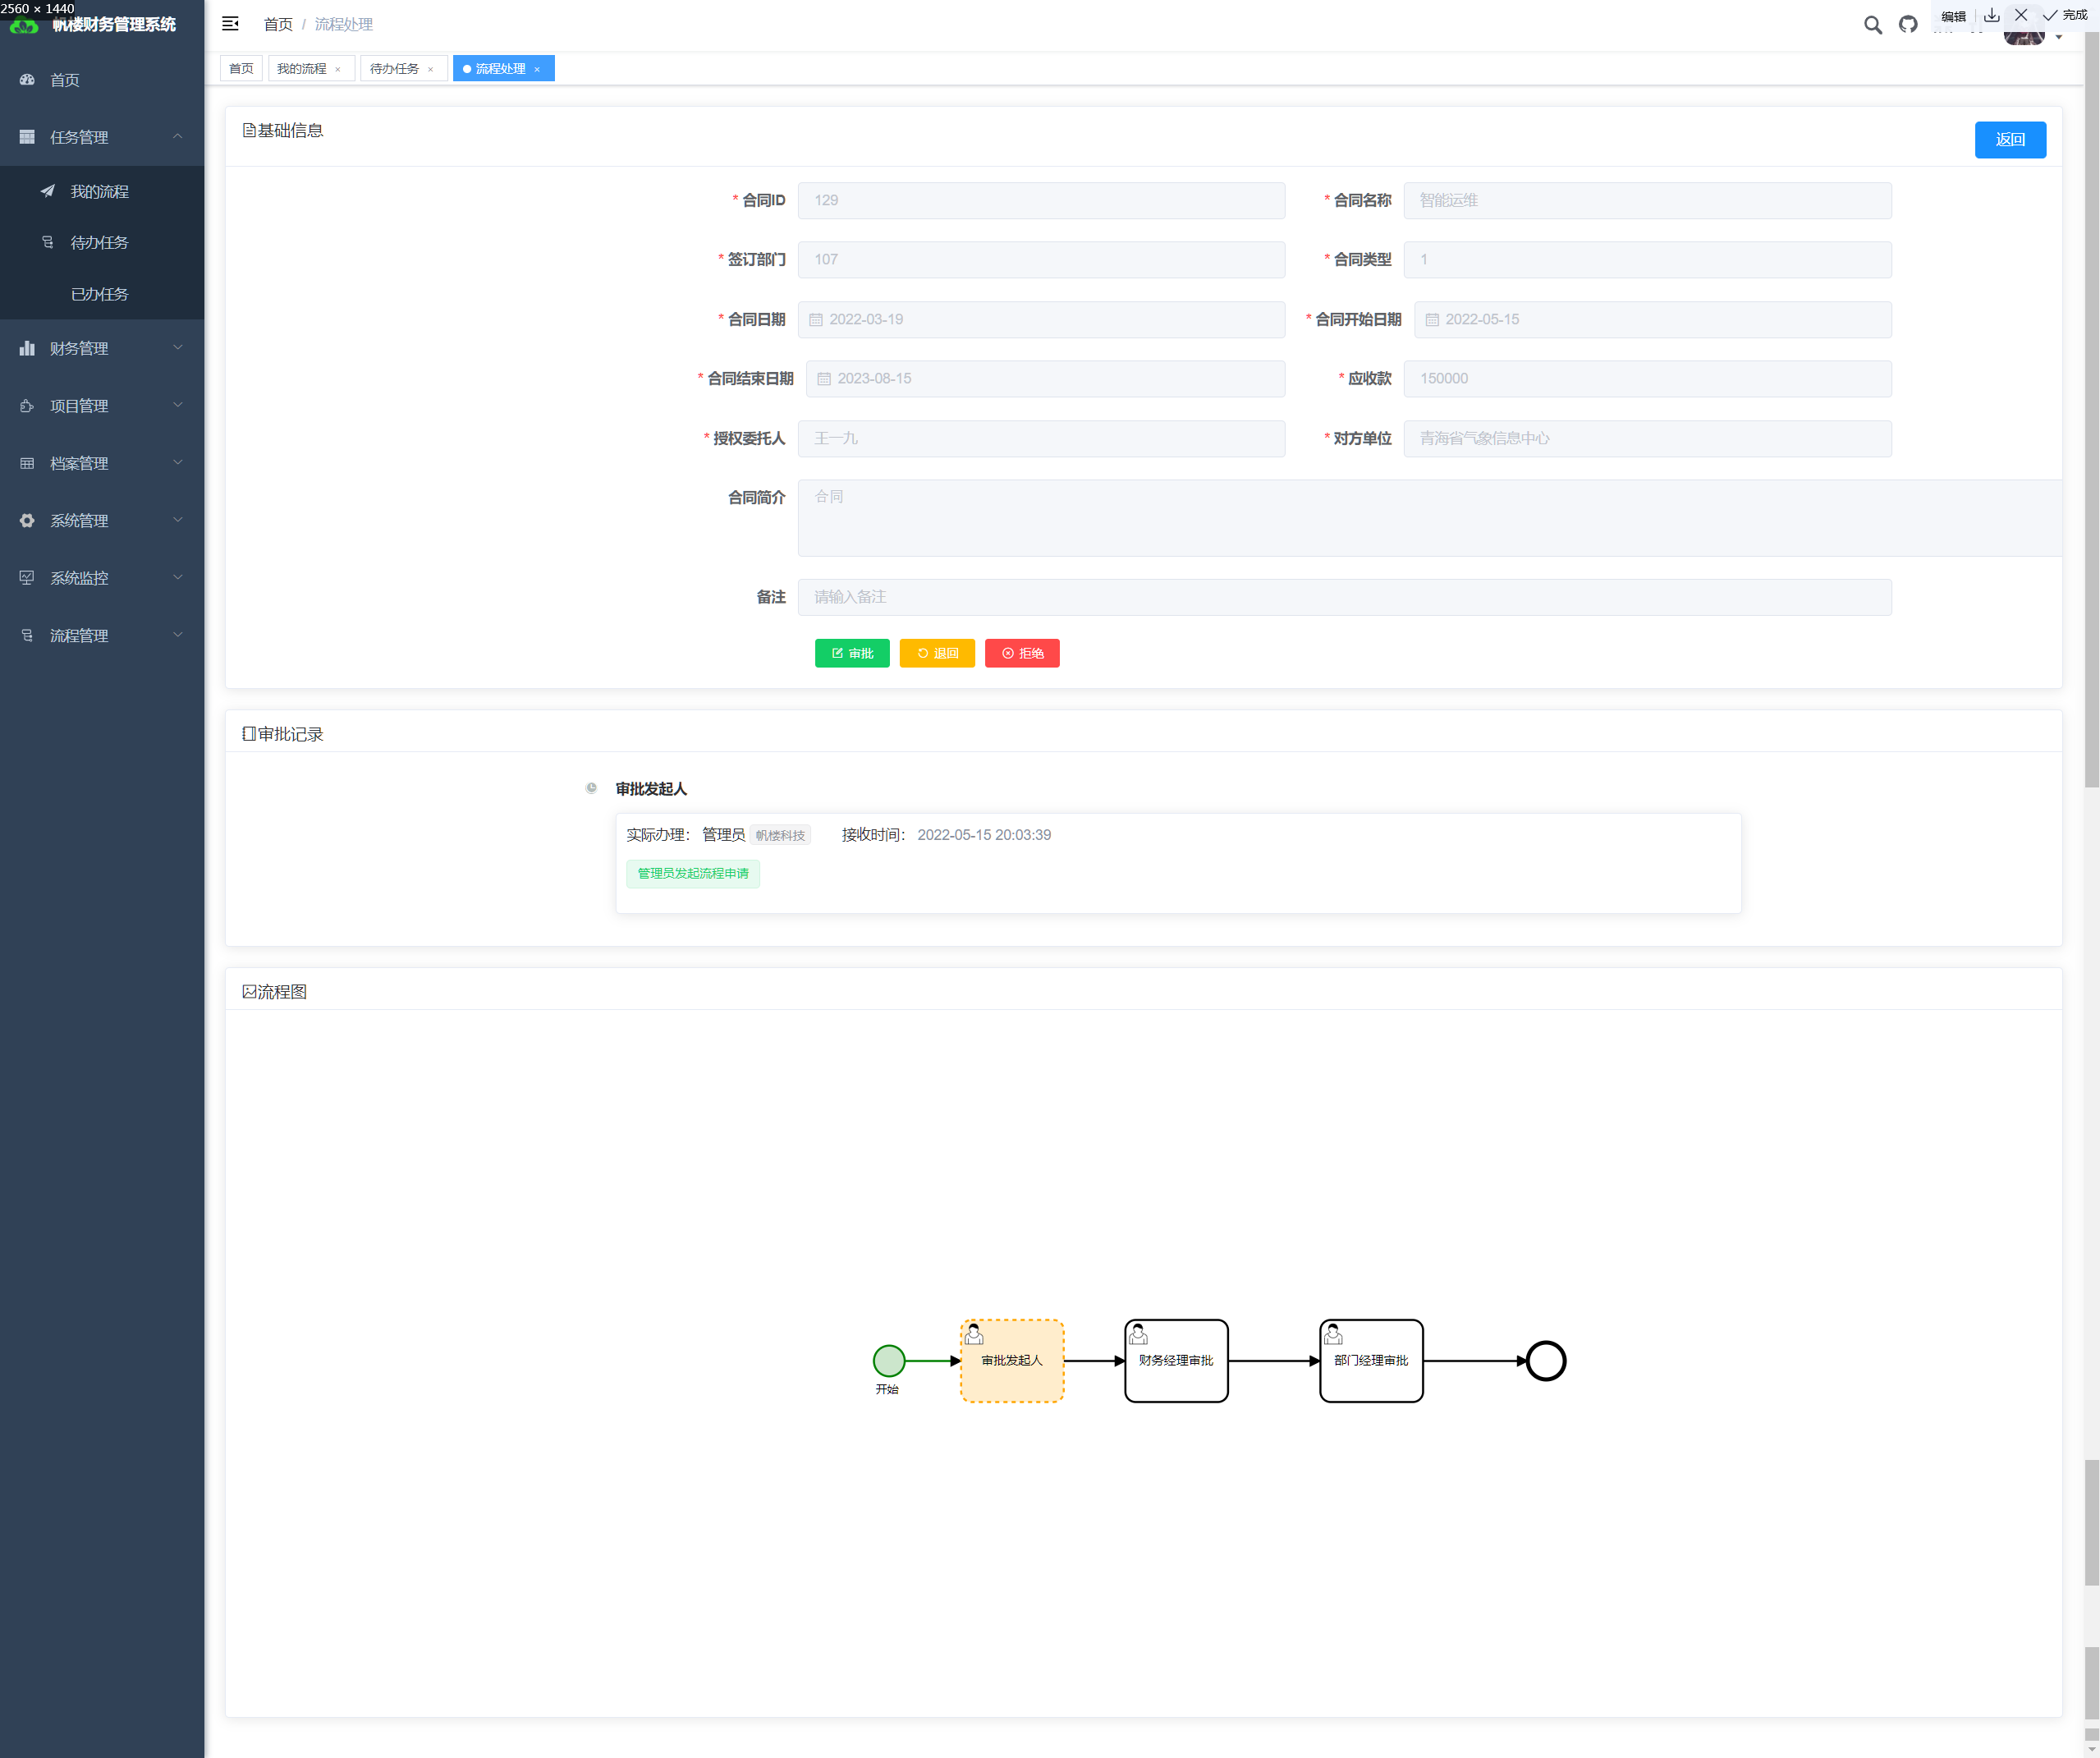 2560 × 1440
帆楼财务管理系统
首页 / 流程处理
编辑
完成
首页
我的流程 ×
待办任务 ×
流程处理 ×
首页
任务管理
我的流程
待办任务
已办任务
财务管理
项目管理
档案管理
系统管理
系统监控
流程管理
基础信息
返回
* 合同ID 129
* 合同名称 智能运维
* 签订部门 107
* 合同类型 1
* 合同日期 2022-03-19
* 合同开始日期 2022-05-15
* 合同结束日期 2023-08-15
* 应收款 150000
* 授权委托人 王一九
* 对方单位 青海省气象信息中心
合同简介 合同
备注 请输入备注
审批 退回 拒绝
审批记录
审批发起人
实际办理： 管理员 帆楼科技 接收时间： 2022-05-15 20:03:39
管理员发起流程申请
流程图
审批发起人
财务经理审批
部门经理审批
开始